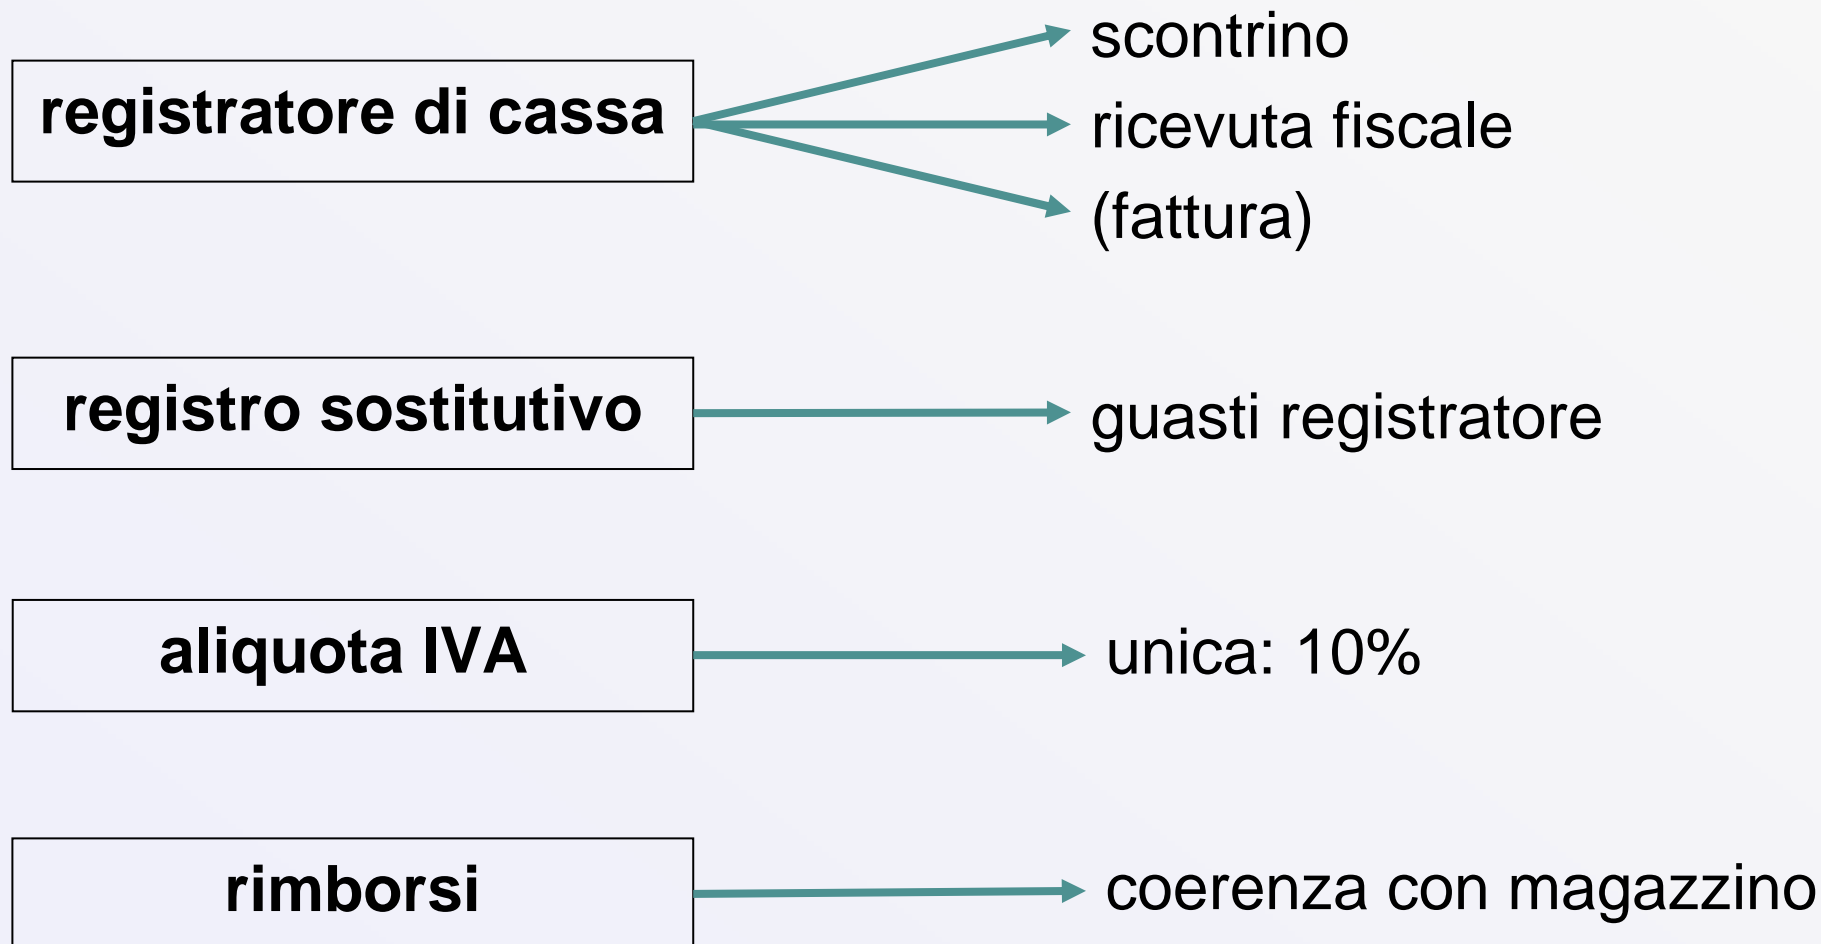 scontrino
registratore di cassa
ricevuta fiscale
(fattura)
registro sostitutivo
guasti registratore
aliquota IVA
unica: 10%
rimborsi
coerenza con magazzino